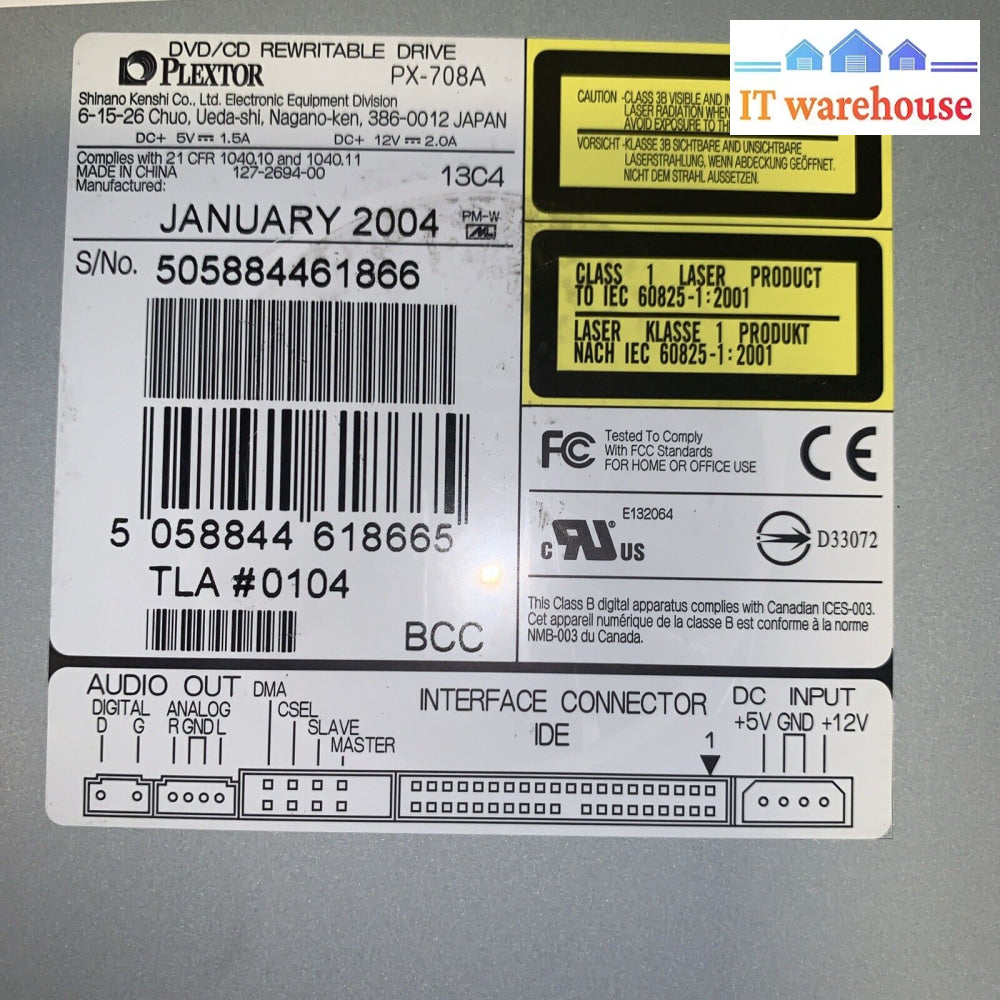 DVD/CD REWRITABLE DRIVE
PLEXTOR PX-708A
Shinano Kenshi Co., Ltd. Electronic Equipment Division
6-15-26 Chuo, Ueda-shi, Nagano-ken, 386-0012 JAPAN
DC+ 5V 1.5A DC+ 12V 2.0A
Complies with 21 CFR 1040.10 and 1040.11
MADE IN CHINA 127-2694-00 13C4
Manufactured:
JANUARY 2004 PM-W
S/No. 505884461866
5 058844 618665
TLA #0104
BCC
IT warehouse
CAUTION -CLASS 3B VISIBLE AND
LASER RADIATION WHEN
AVOID EXPOSURE TO
VORSICHT -KLASSE 3B SICHTBARE AND UNSICHTBARE
LASERSTRAHLUNG, WENN ABDECKUNG GEÖFFNET.
NICHT DEM STRAHL AUSSETZEN.
CLASS 1 LASER PRODUCT
TO IEC 60825-1:2001
LASER KLASSE 1 PRODUKT
NACH IEC 60825-1:2001
FC Tested To Comply
With FCC Standards
FOR HOME OR OFFICE USE
CE
E132064
c RU US
D33072
This Class B digital apparatus complies with Canadian ICES-003.
Cet appareil numérique de la classe B est conforme à la norme
NMB-003 du Canada.
AUDIO OUT
DIGITAL ANALOG
D G R GND L
DMA
CSEL
SLAVE
MASTER
INTERFACE CONNECTOR
IDE
1
DC INPUT
+5V GND +12V